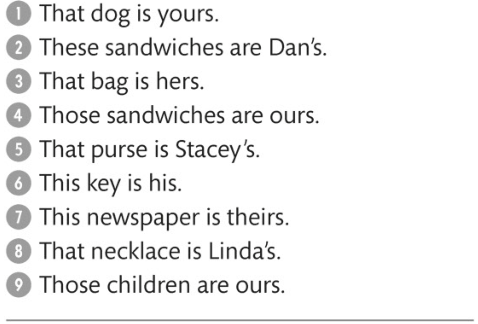 1 That dog is yours.
2 These sandwiches are Dan's.
3 That bag is hers.
4 Those sandwiches are ours.
5 That purse is Stacey's.
6 This key is his.
7 This newspaper is theirs.
8 That necklace is Linda's.
9 Those children are ours.